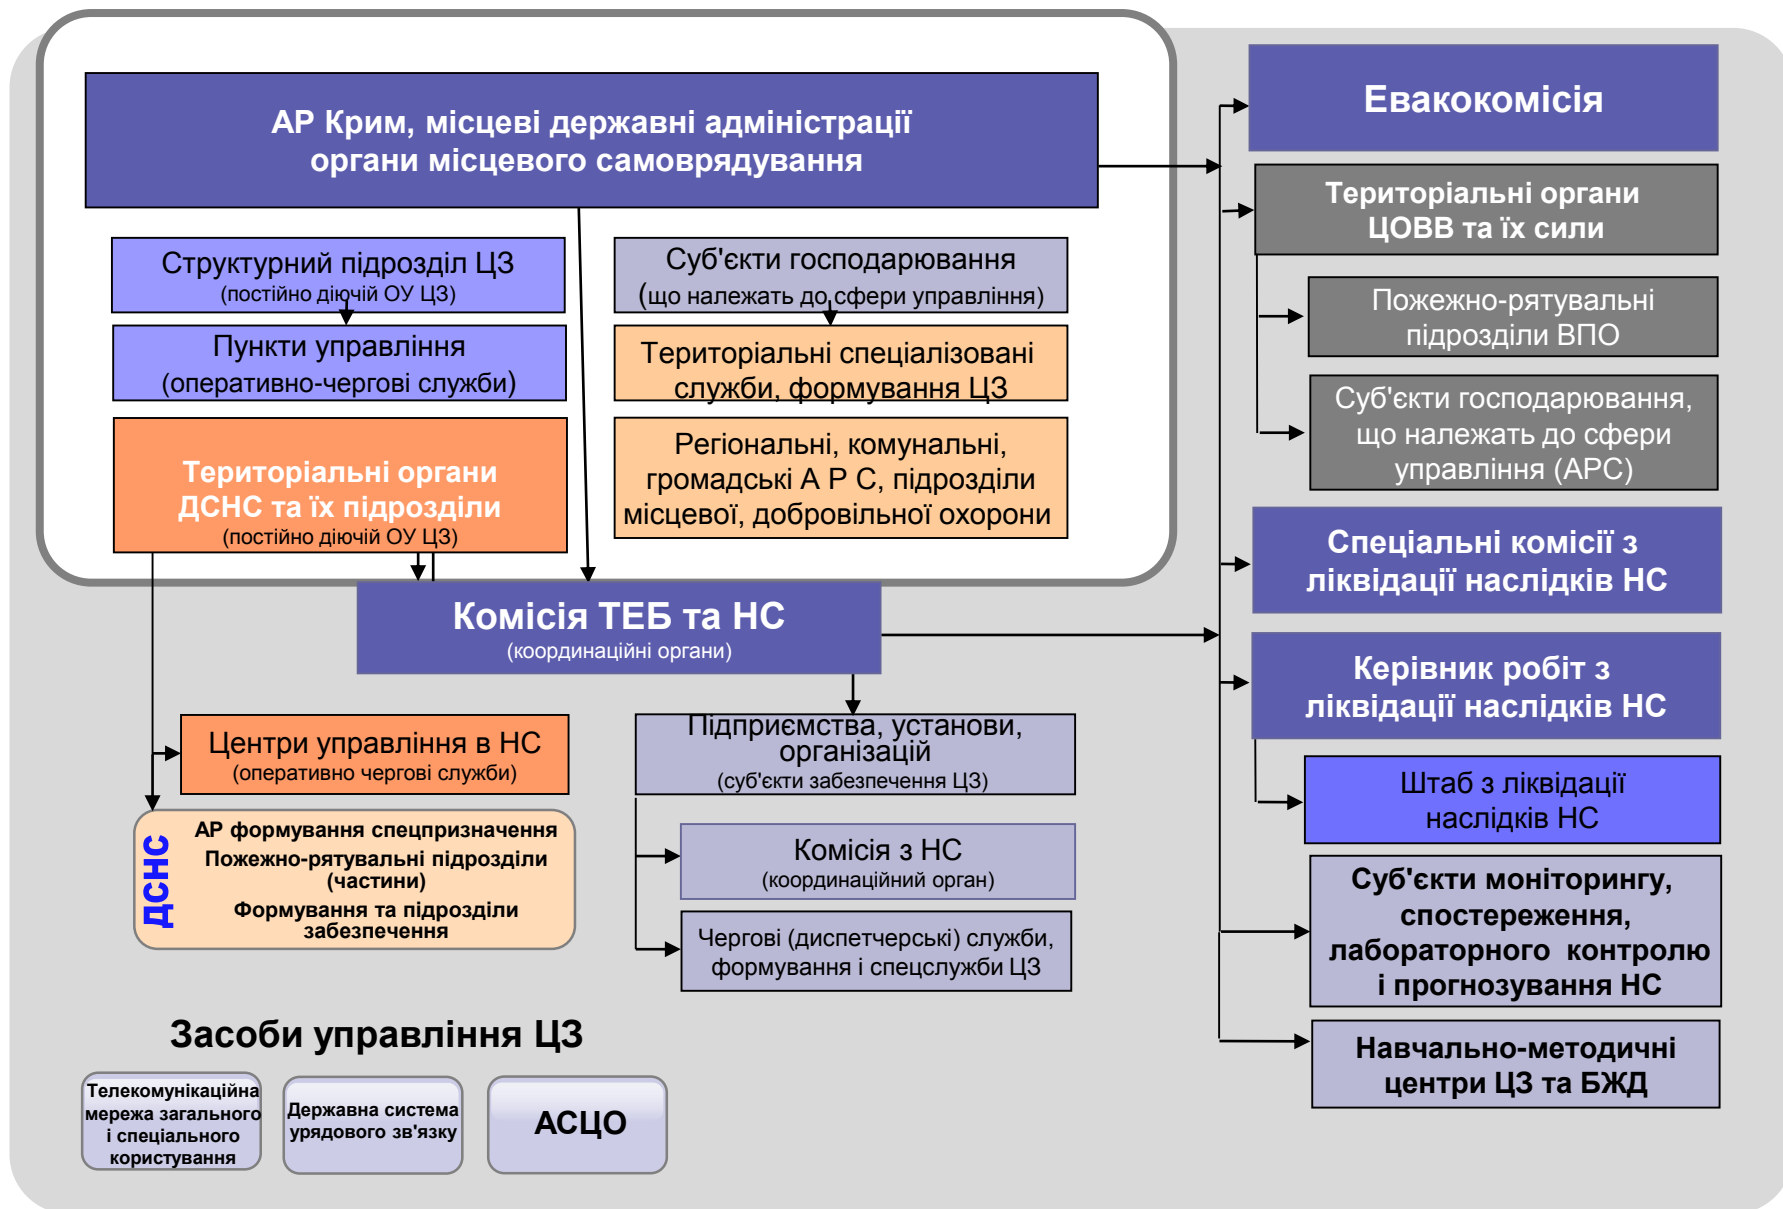 АР Крим, місцеві державні адміністрації
органи місцевого самоврядування
Структурний підрозділ ЦЗ
(постійно діючій ОУ ЦЗ)
Пункти управління
(оперативно-чергові служби)
Територіальні органи
ДСНС та їх підрозділи
(постійно діючій ОУ ЦЗ)
Суб'єкти господарювання
(що належать до сфери управління)
Територіальні спеціалізовані
служби, формування ЦЗ
Регіональні, комунальні,
громадські А Р С, підрозділи
місцевої, добровільної охорони
Комісія ТЕБ та НС
(координаційні органи)
Центри управління в НС
(оперативно чергові служби)
ДСНС
АР формування спецпризначення
Пожежно-рятувальні підрозділи
(частини)
Формування та підрозділи
забезпечення
Підприємства, установи,
організацій
(суб'єкти забезпечення ЦЗ)
Комісія з НС
(координаційний орган)
Чергові (диспетчерські) служби,
формування і спецслужби ЦЗ
Евакокомісія
Територіальні органи
ЦОВВ та їх сили
Пожежно-рятувальні
підрозділи ВПО
Суб'єкти господарювання,
що належать до сфери
управління (АРС)
Спеціальні комісії з
ліквідації наслідків НС
Керівник робіт з
ліквідації наслідків НС
Штаб з ліквідації
наслідків НС
Суб'єкти моніторингу,
спостереження,
лабораторного контролю
і прогнозування НС
Навчально-методичні
центри ЦЗ та БЖД
Засоби управління ЦЗ
Телекомунікаційна
мережа загального
і спеціального
користування
Державна система
урядового зв'язку
АСЦО